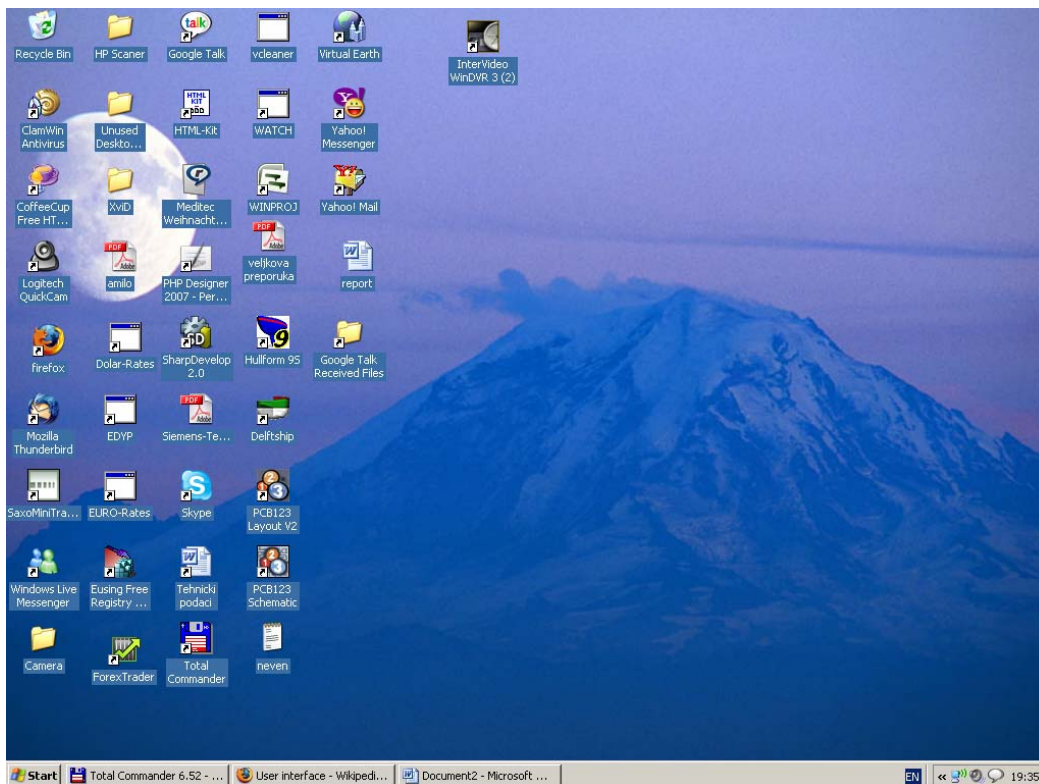 Recycle Bin
HP Scaner
Google Talk
vcleaner
Virtual Earth
InterVideo
WinDVR 3 (2)
ClamWin
Antivirus
Unused
Deskto...
HTML-Kit
WATCH
Yahoo!
Messenger
CoffeeCup
Free HT...
XviD
Meditec
Weihnacht...
WINPROJ
Yahoo! Mail
Logitech
QuickCam
amilo
PHP Designer
2007 - Per...
veljkova
preporuka
report
firefox
Dolar-Rates
SharpDevelop
2.0
Hullform 9S
Google Talk
Received Files
Mozilla
Thunderbird
EDYP
Siemens-Te...
Delftship
SaxoMiniTra...
EURO-Rates
Skype
PCB123
Layout V2
Windows Live
Messenger
Eusing Free
Registry ...
Tehnicki
podaci
PCB123
Schematic
Camera
ForexTrader
Total
Commander
neven
Start
Total Commander 6.52 - ...
User interface - Wikipedi...
Document2 - Microsoft ...
EN
«
19:35